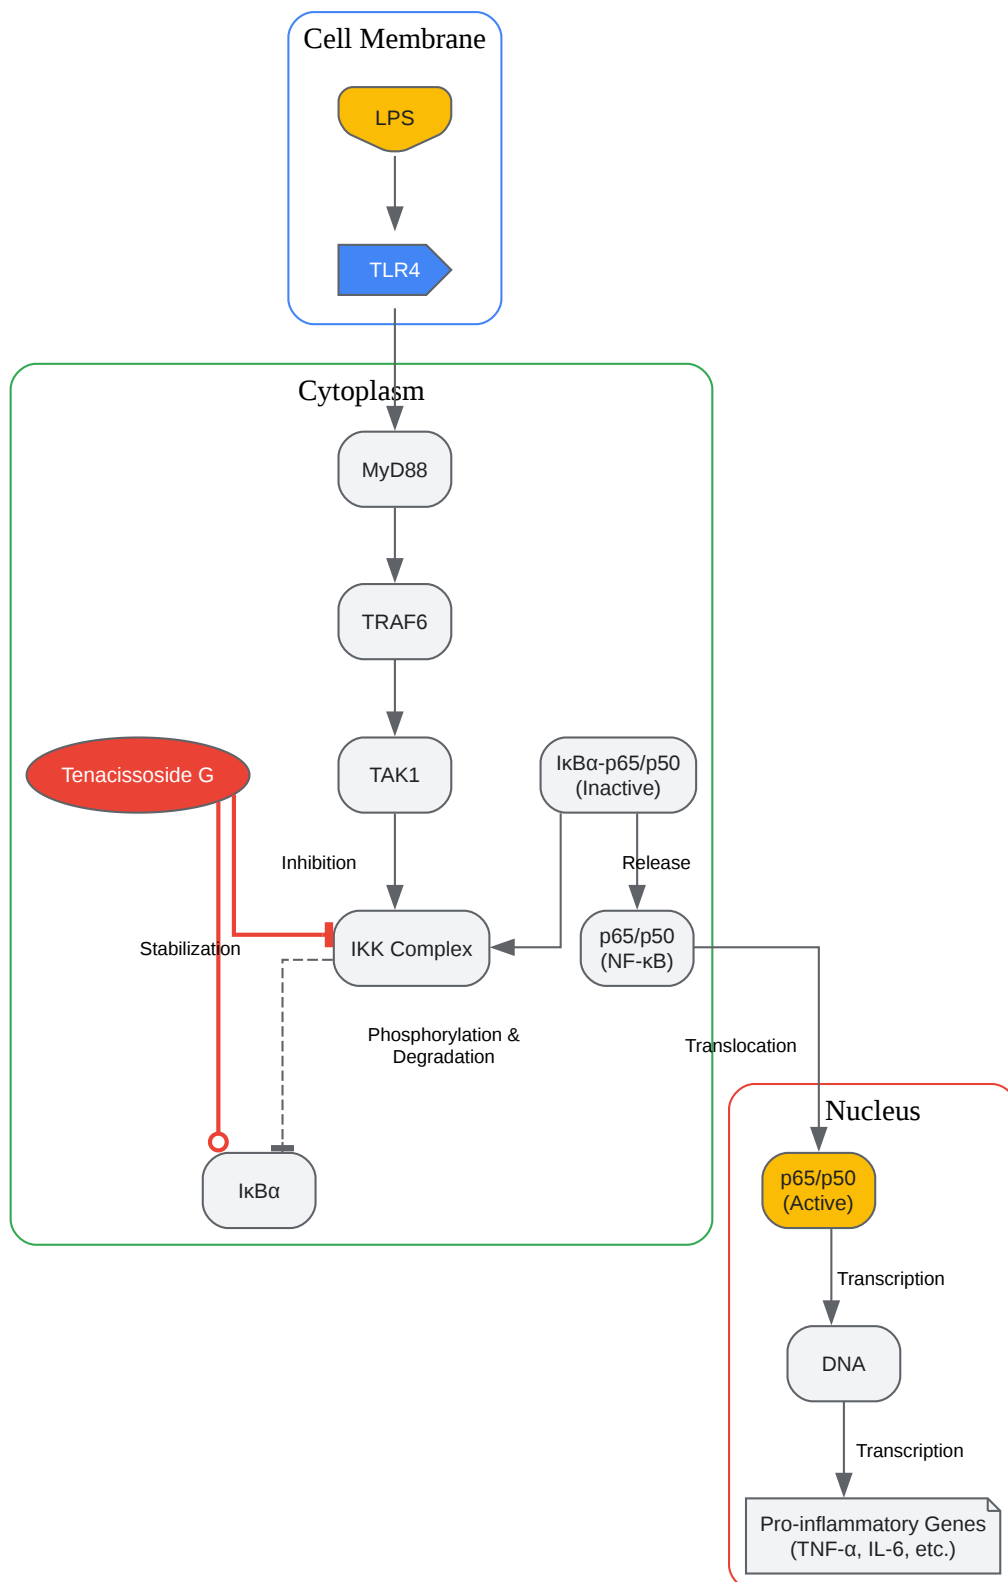 Cell Membrane
LPS
TLR4
Cytoplasm
MyD88
TRAF6
Tenacissoside G
TAK1
IκBα-p65/p50
(Inactive)
Inhibition
Release
Stabilization
IKK Complex
p65/p50
(NF-κB)
Phosphorylation &
Degradation
Translocation
Nucleus
IκBα
p65/p50
(Active)
Transcription
DNA
Transcription
Pro-inflammatory Genes
(TNF-α, IL-6, etc.)